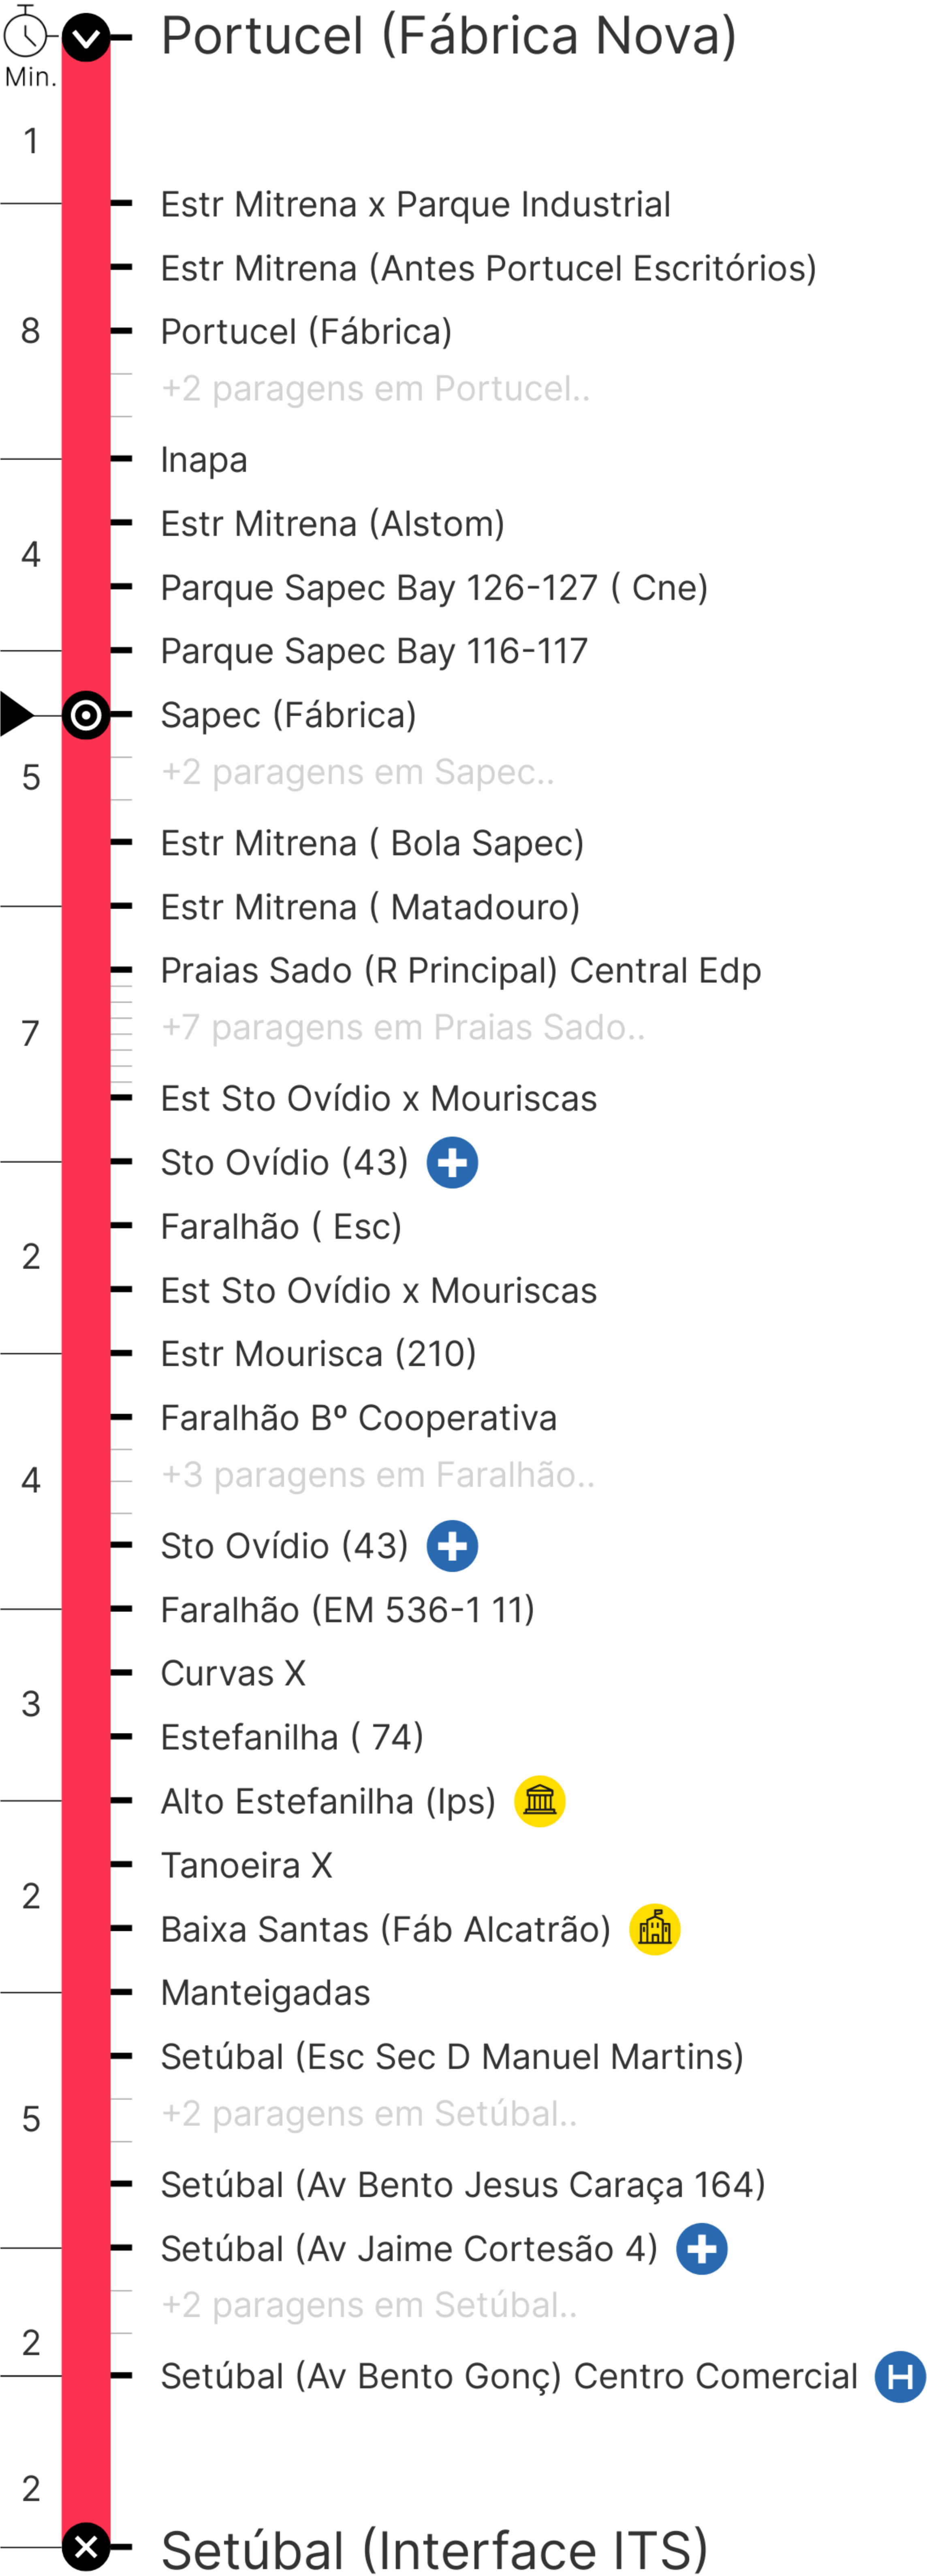 Portucel (Fábrica Nova)
Min.
1
Estr Mitrena x Parque Industrial
Estr Mitrena (Antes Portucel Escritórios)
8
Portucel (Fábrica)
+2 paragens em Portucel..
Inapa
Estr Mitrena (Alstom)
4
Parque Sapec Bay 126-127 ( Cne)
Parque Sapec Bay 116-117
Sapec (Fábrica)
5
+2 paragens em Sapec..
Estr Mitrena ( Bola Sapec)
Estr Mitrena ( Matadouro)
Praias Sado (R Principal) Central Edp
7
+7 paragens em Praias Sado..
Est Sto Ovídio x Mouriscas
Sto Ovídio (43)
Faralhão ( Esc)
2
Est Sto Ovídio x Mouriscas
Estr Mourisca (210)
Faralhão Bº Cooperativa
4
+3 paragens em Faralhão..
Sto Ovídio (43)
Faralhão (EM 536-1 11)
Curvas X
3
Estefanilha ( 74)
Alto Estefanilha (Ips)
Tanoeira X
2
Baixa Santas (Fáb Alcatrão)
Manteigadas
Setúbal (Esc Sec D Manuel Martins)
5
+2 paragens em Setúbal..
Setúbal (Av Bento Jesus Caraça 164)
Setúbal (Av Jaime Cortesão 4)
+2 paragens em Setúbal..
2
Setúbal (Av Bento Gonç) Centro Comercial H
2
Setúbal (Interface ITS)